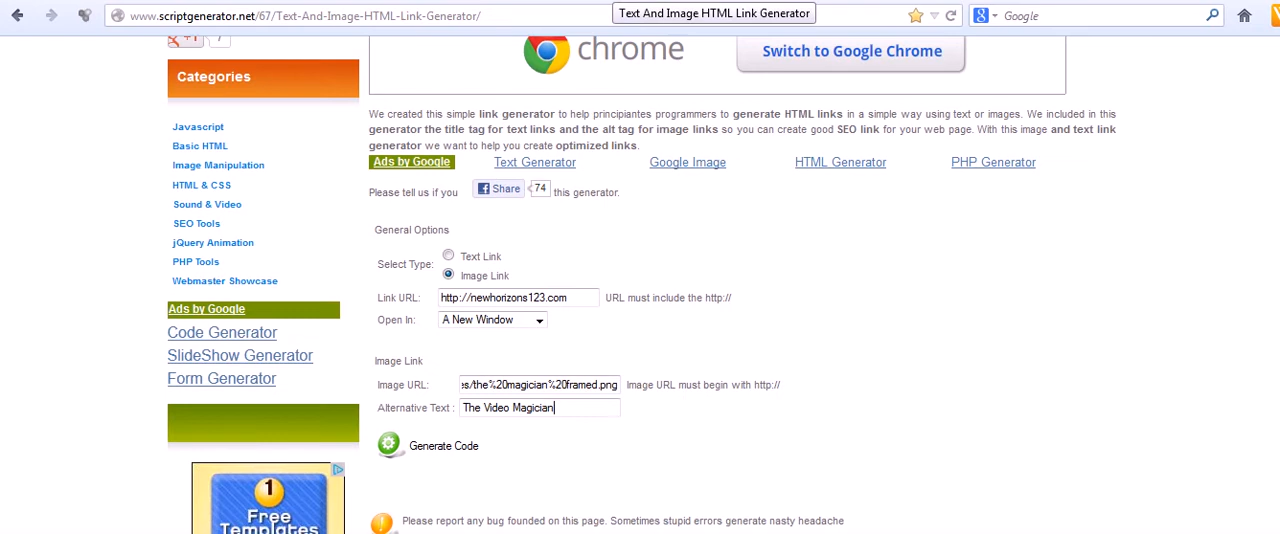 www.scriptgenerator.net/67/Text-And-Image-HTML-Link-Generator/
Text And Image HTML Link Generator
Google
+1
7
chrome
Switch to Google Chrome
Categories
Javascript
Basic HTML
Image Manipulation
HTML & CSS
Sound & Video
SEO Tools
jQuery Animation
PHP Tools
Webmaster Showcase
Ads by Google
Code Generator
SlideShow Generator
Form Generator
1
Free
Templates
We created this simple link generator to help principiantes programmers to generate HTML links in a simple way using text or images. We included in this
generator the title tag for text links and the alt tag for image links so you can create good SEO link for your web page. With this image and text link
generator we want to help you create optimized links.
Ads by Google Text Generator Google Image HTML Generator PHP Generator
Please tell us if you Share 74 this generator.
General Options
Select Type: Text Link
Image Link
Link URL: http://newhorizons123.com URL must include the http://
Open In: A New Window
Image Link
Image URL: es/the%20magician%20framed.png Image URL must begin with http://
Alternative Text : The Video Magician
Generate Code
Please report any bug founded on this page. Sometimes stupid errors generate nasty headache